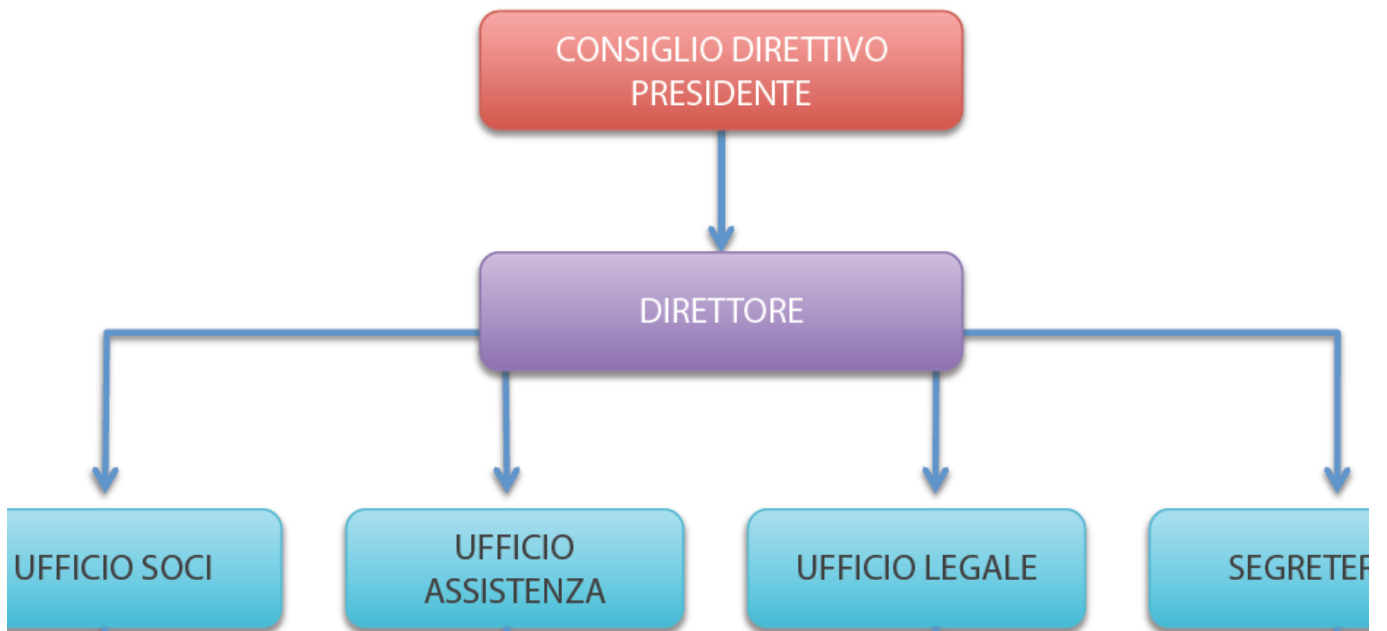 CONSIGLIO DIRETTIVO
PRESIDENTE
DIRETTORE
UFFICIO SOCI
UFFICIO
ASSISTENZA
UFFICIO LEGALE